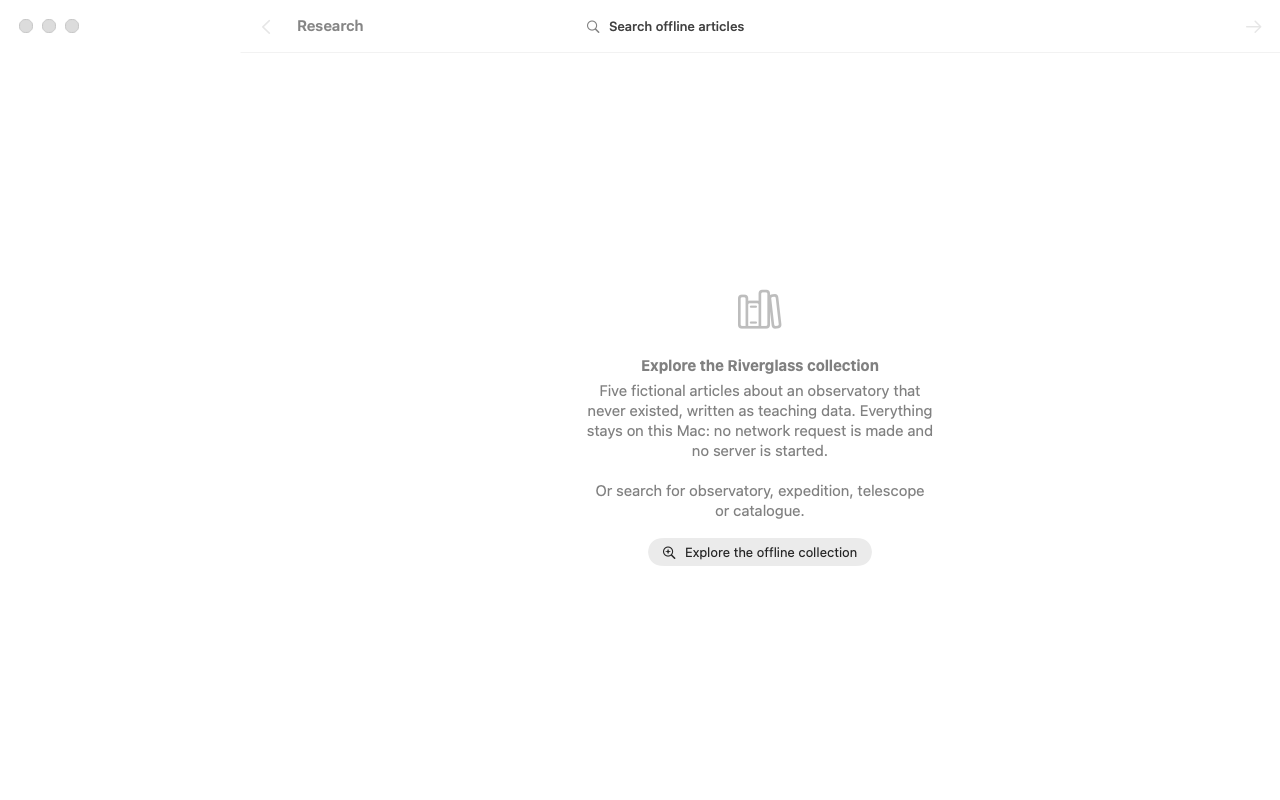 Research
Search offline articles
Explore the Riverglass collection
Five fictional articles about an observatory that
never existed, written as teaching data. Everything
stays on this Mac: no network request is made and
no server is started.
Or search for observatory, expedition, telescope
or catalogue.
Explore the offline collection